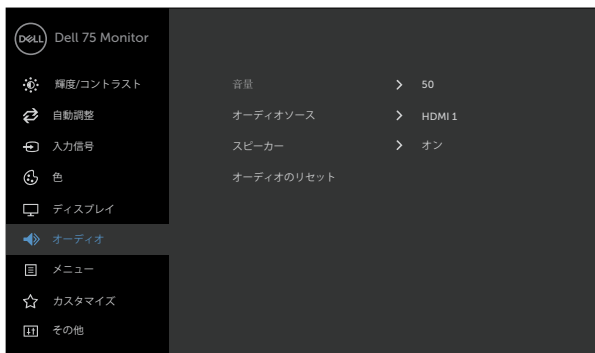 DELL Dell 75 Monitor
輝度/コントラスト
自動調整
入力信号
色
ディスプレイ
オーディオ
メニュー
カスタマイズ
その他
音量 50
オーディオソース HDMI 1
スピーカー オン
オーディオのリセット